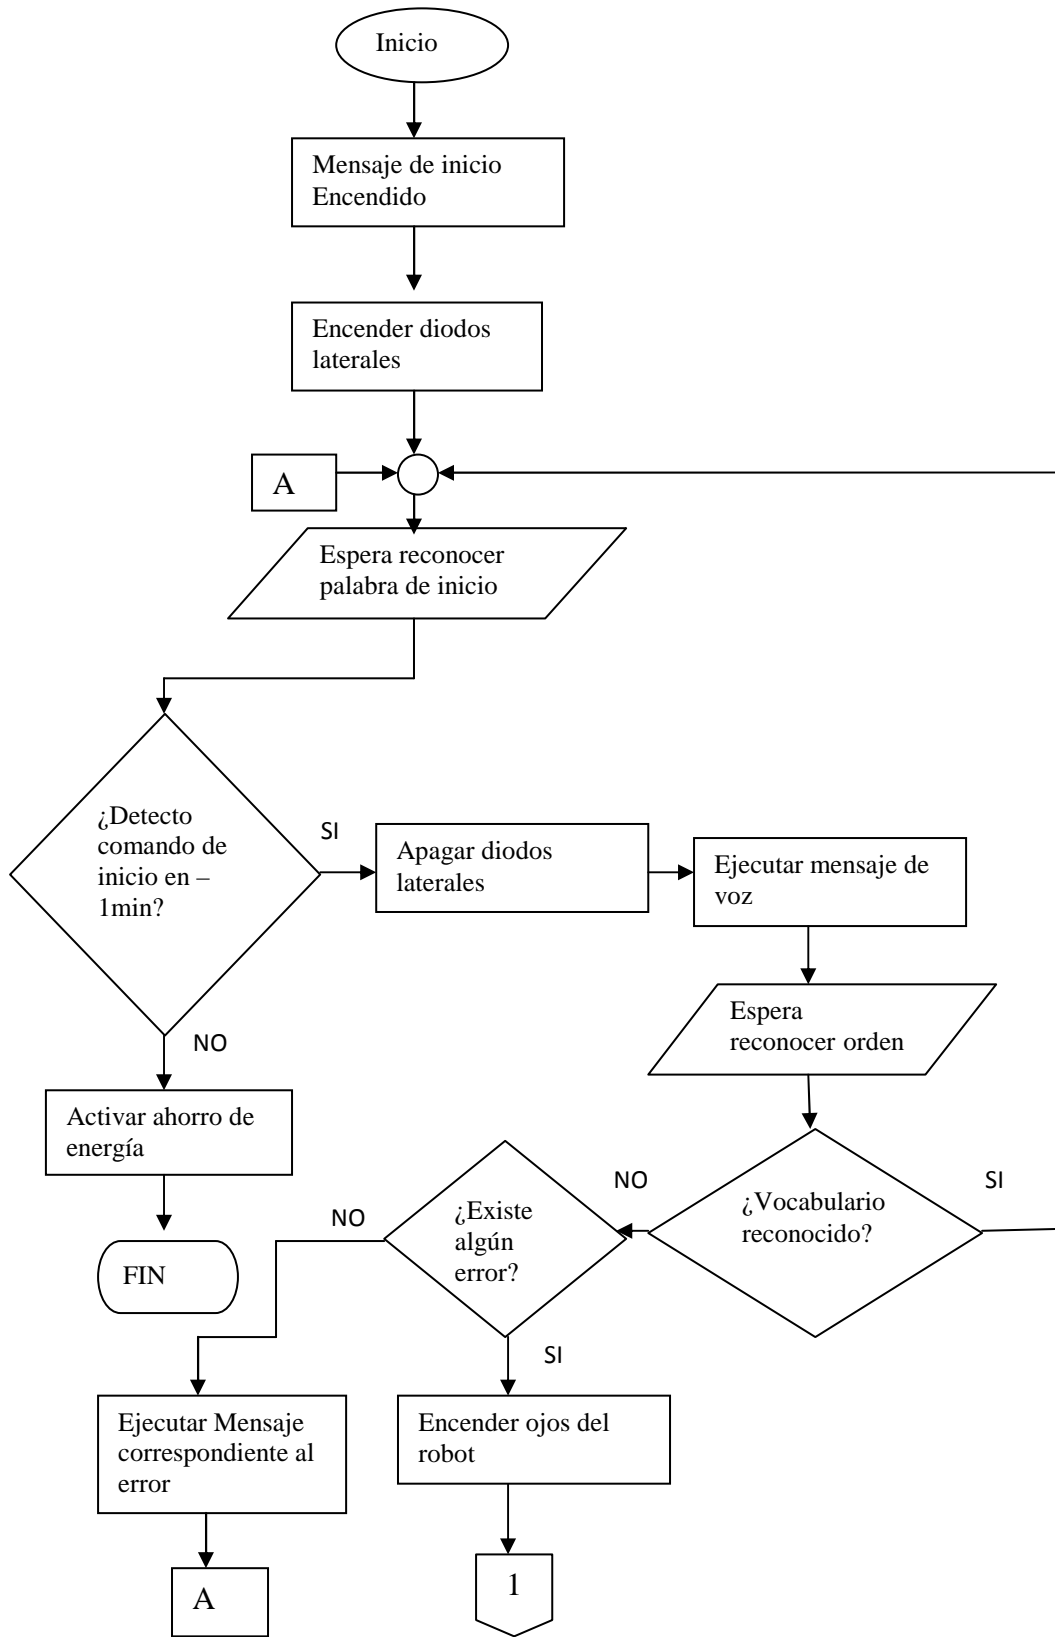 Inicio
Mensaje de inicio
Encendido
Encender diodos
laterales
A
Espera reconocer
palabra de inicio
¿Detecto
comando de
inicio en –
1min?
SI
Apagar diodos
laterales
Ejecutar mensaje de
voz
NO
Espera
reconocer orden
Activar ahorro de
energía
FIN
¿Vocabulario
reconocido?
SI
NO
¿Existe
algún
error?
NO
SI
Ejecutar Mensaje
correspondiente al
error
Encender ojos del
robot
A
1